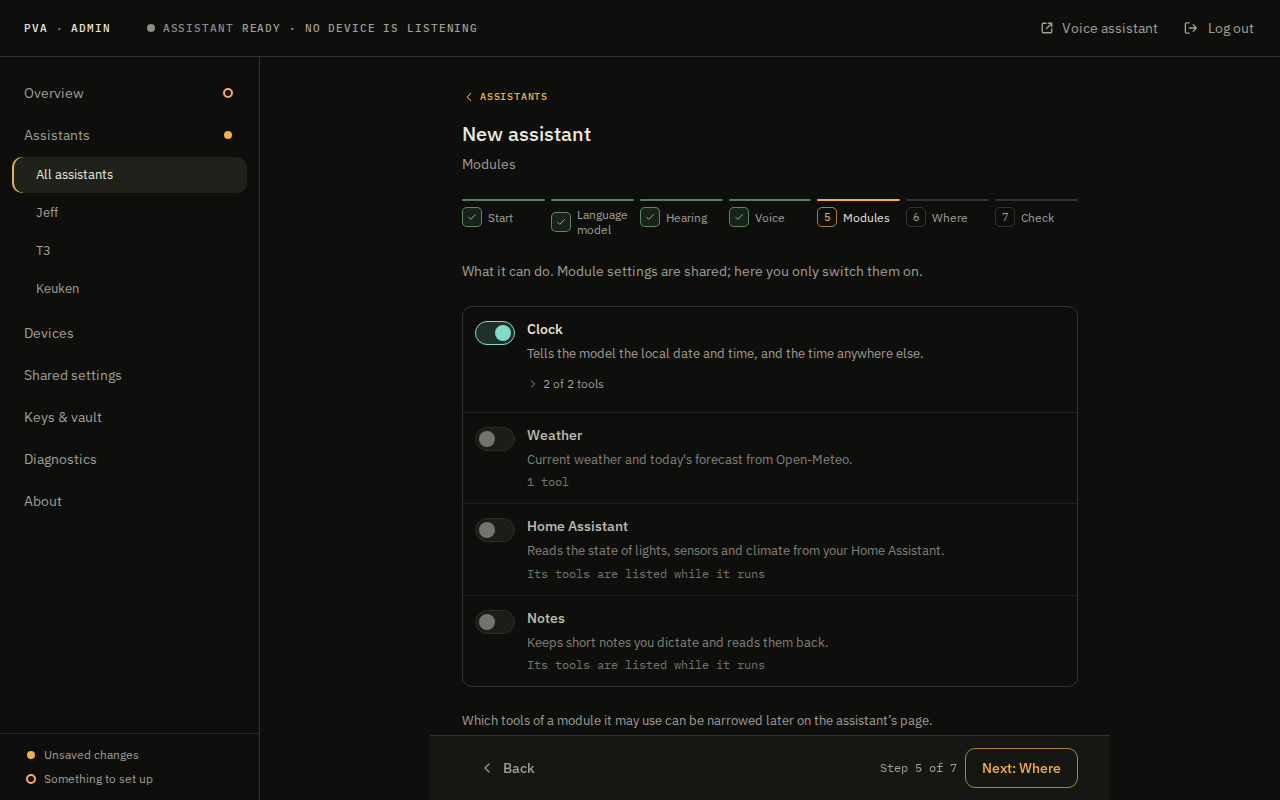 PVA · ADMIN
ASSISTANT READY · NO DEVICE IS LISTENING
Voice assistant
Log out
Overview
Assistants
All assistants
Jeff
T3
Keuken
Devices
Shared settings
Keys & vault
Diagnostics
About
Unsaved changes
Something to set up
ASSISTANTS
New assistant
Modules
Start
Language
model
Hearing
Voice
5 Modules
6 Where
7 Check
What it can do. Module settings are shared; here you only switch them on.
Clock
Tells the model the local date and time, and the time anywhere else.
2 of 2 tools
Weather
Current weather and today's forecast from Open-Meteo.
1 tool
Home Assistant
Reads the state of lights, sensors and climate from your Home Assistant.
Its tools are listed while it runs
Notes
Keeps short notes you dictate and reads them back.
Its tools are listed while it runs
Which tools of a module it may use can be narrowed later on the assistant’s page.
Back
Step 5 of 7
Next: Where